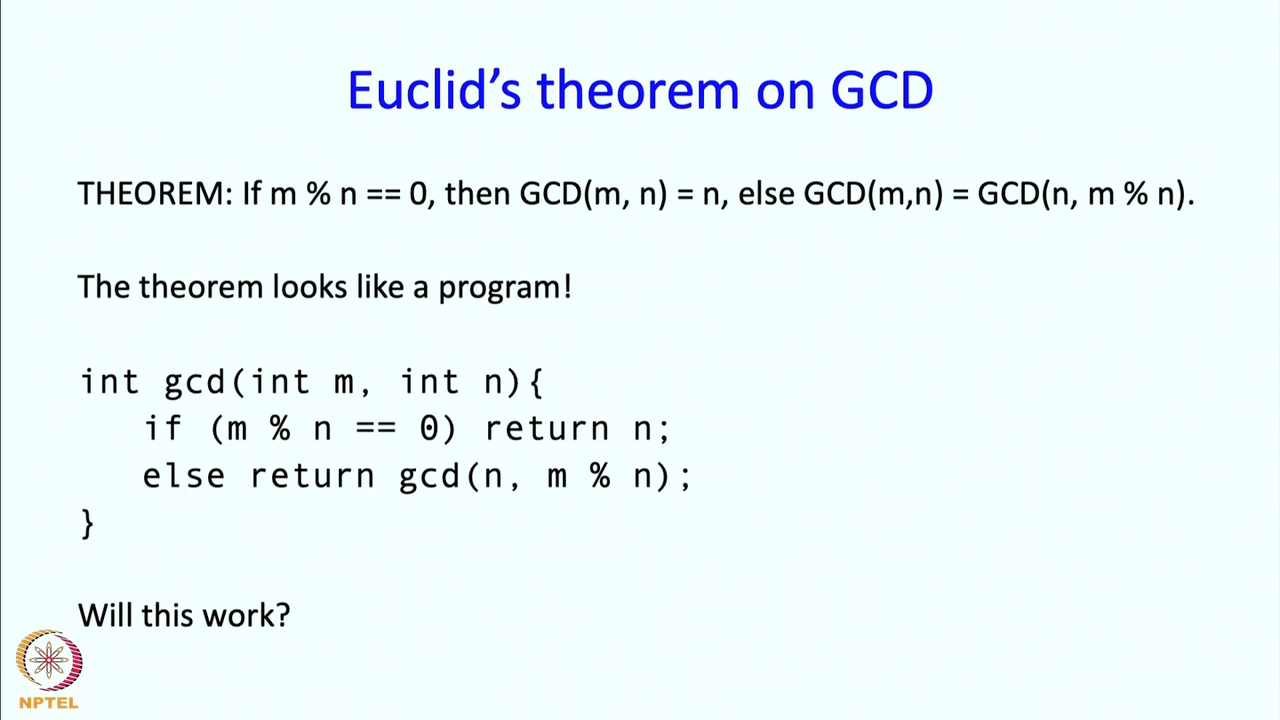 Euclid’s theorem on GCD
THEOREM: If m % n == 0, then GCD(m, n) = n, else GCD(m,n) = GCD(n, m % n).
The theorem looks like a program!
int gcd(int m, int n){
if (m % n == 0) return n;
else return gcd(n, m % n);
}
Will this work?
NPTEL